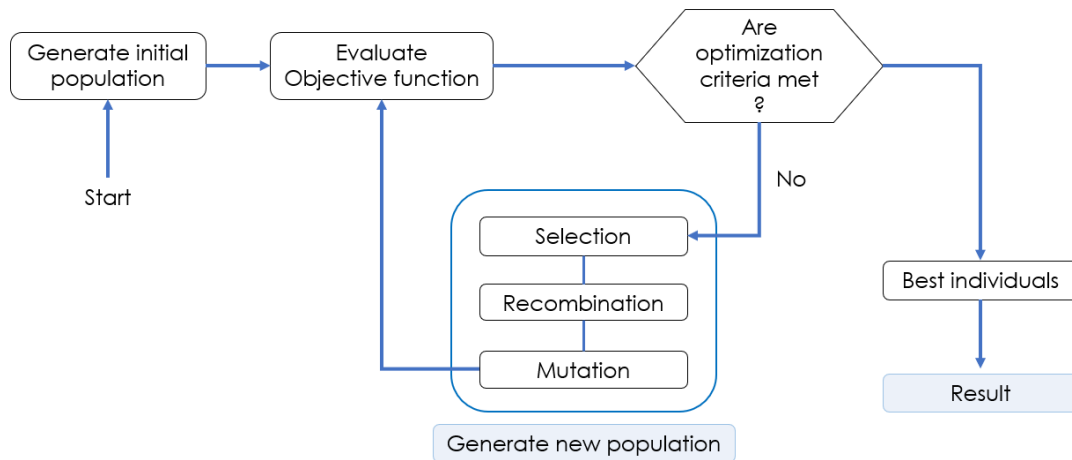 Generate initial
population
Evaluate
Objective function
Are
optimization
criteria met
?
Start
No
Selection
Recombination
Mutation
Generate new population
Best individuals
Result